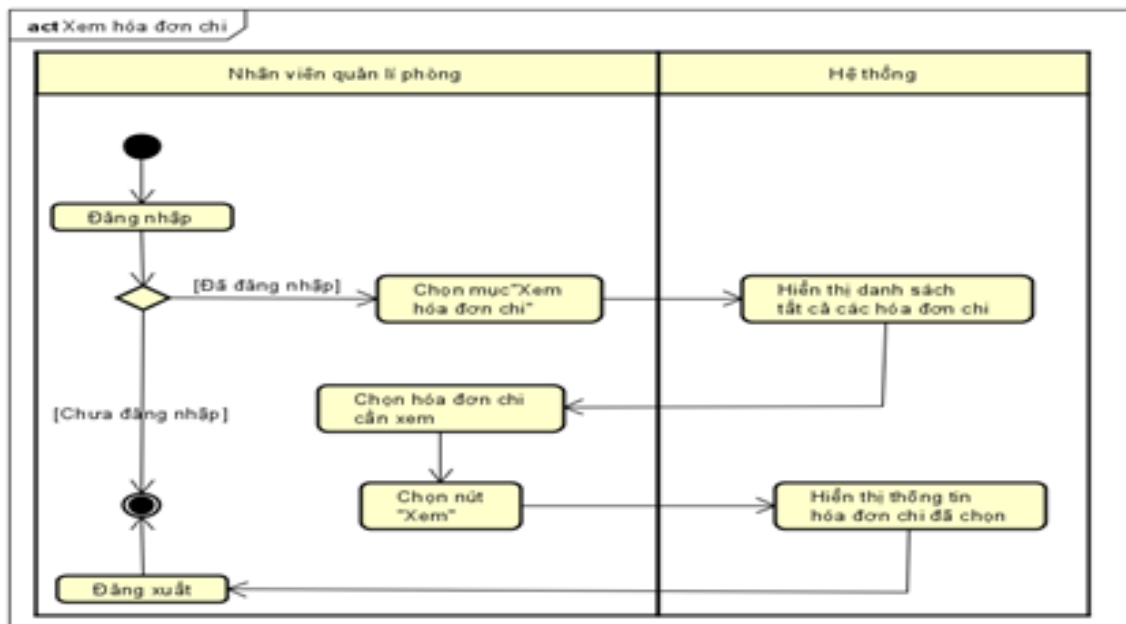 act Xem hóa đơn chi
Nhân viên quản lí phòng
Hệ thống
Đăng nhập
[Đã đăng nhập]
Chọn mục"Xem
hóa đơn chi"
Hiển thị danh sách
tất cả các hóa đơn chi
Chọn hóa đơn chi
cần xem
[Chưa đăng nhập]
Chọn nút
"Xem"
Hiển thị thông tin
hóa đơn chi đã chọn
Đăng xuất